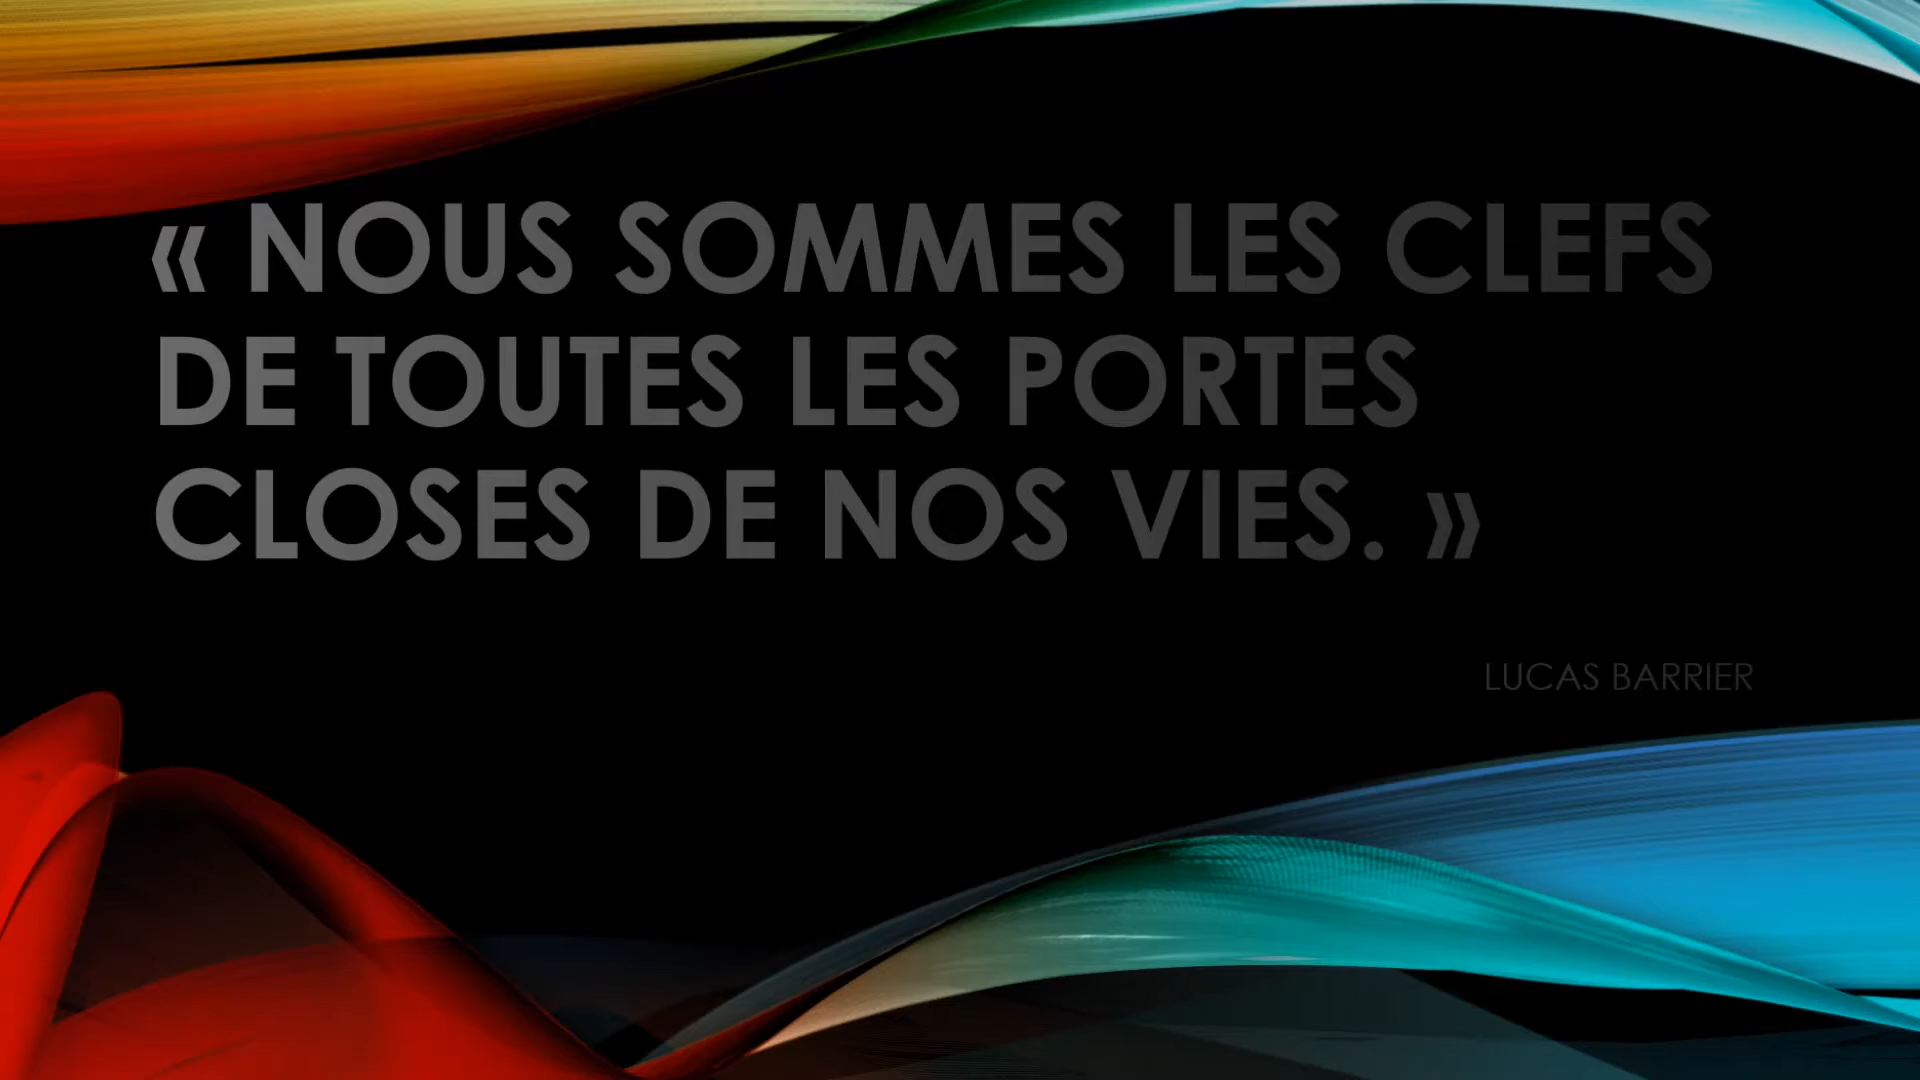 « NOUS SOMMES LES CLEFS
DE TOUTES LES PORTES
CLOSES DE NOS VIES. »
LUCAS BARRIER